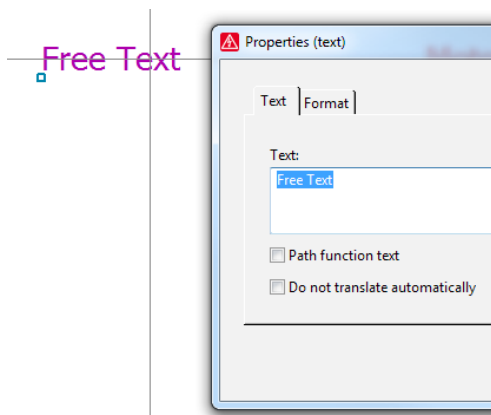 Free Text
Properties (text)
Text
Format
Text:
Free Text
Path function text
Do not translate automatically